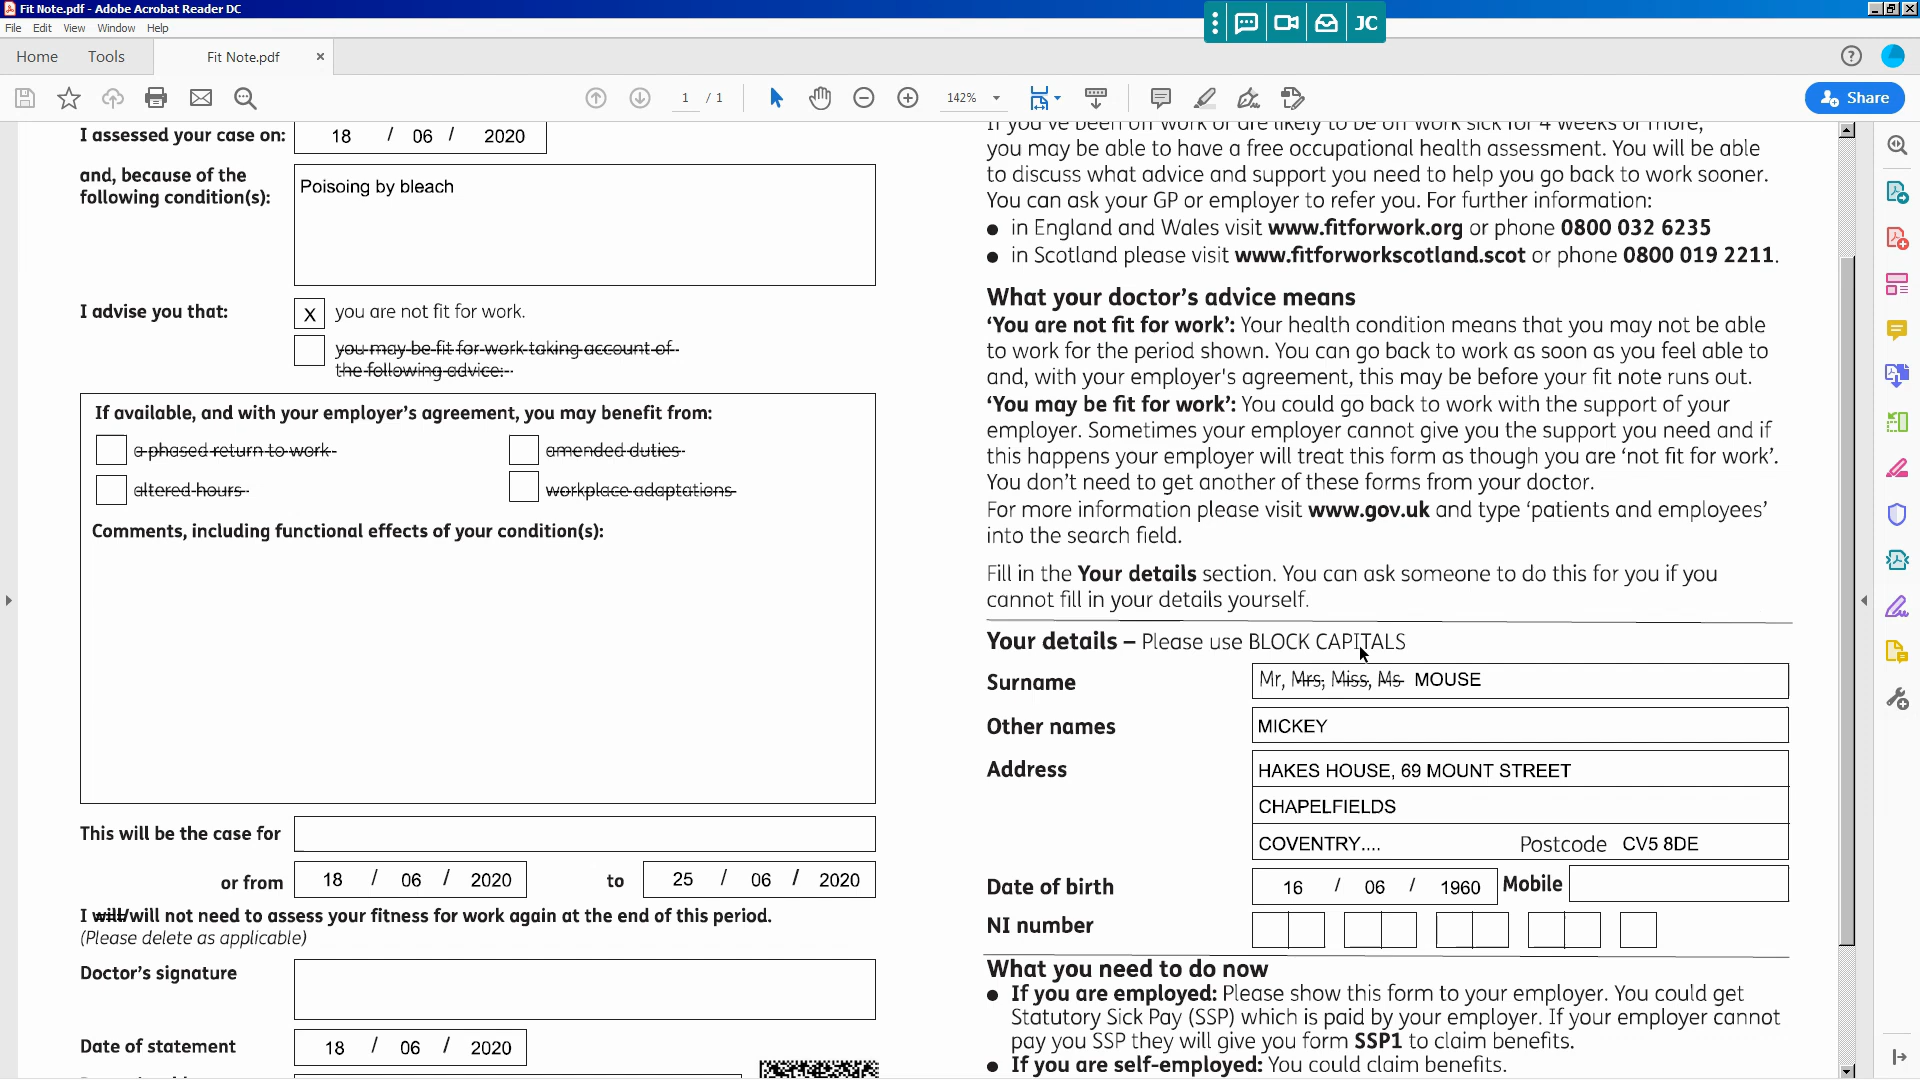 Fit Note.pdf - Adobe Acrobat Reader DC
File Edit View Window Help
JC
Home Tools Fit Note.pdf ×
1 / 1
142%
Share
I assessed your case on: 18 / 06 / 2020
and, because of the
following condition(s):
Poisoing by bleach
I advise you that:
X you are not fit for work.
you may be fit for work taking account of
the following advice:
If available, and with your employer's agreement, you may benefit from:
a phased return to work amended duties
altered hours workplace adaptations
Comments, including functional effects of your condition(s):
This will be the case for
or from 18 / 06 / 2020 to 25 / 06 / 2020
I will/will not need to assess your fitness for work again at the end of this period.
(Please delete as applicable)
Doctor's signature
Date of statement 18 / 06 / 2020
If you've been off work or are likely to be off work sick for 4 weeks or more,
you may be able to have a free occupational health assessment. You will be able
to discuss what advice and support you need to help you go back to work sooner.
You can ask your GP or employer to refer you. For further information:
● in England and Wales visit www.fitforwork.org or phone 0800 032 6235
● in Scotland please visit www.fitforworkscotland.scot or phone 0800 019 2211.
What your doctor's advice means
‘You are not fit for work’: Your health condition means that you may not be able
to work for the period shown. You can go back to work as soon as you feel able to
and, with your employer's agreement, this may be before your fit note runs out.
‘You may be fit for work’: You could go back to work with the support of your
employer. Sometimes your employer cannot give you the support you need and if
this happens your employer will treat this form as though you are ‘not fit for work’.
You don’t need to get another of these forms from your doctor.
For more information please visit www.gov.uk and type ‘patients and employees’
into the search field.
Fill in the Your details section. You can ask someone to do this for you if you
cannot fill in your details yourself.
Your details – Please use BLOCK CAPITALS
Surname Mr, Mrs, Miss, Ms MOUSE
Other names MICKEY
Address HAKES HOUSE, 69 MOUNT STREET
CHAPELFIELDS
COVENTRY.... Postcode CV5 8DE
Date of birth 16 / 06 / 1960 Mobile
NI number
What you need to do now
● If you are employed: Please show this form to your employer. You could get
Statutory Sick Pay (SSP) which is paid by your employer. If your employer cannot
pay you SSP they will give you form SSP1 to claim benefits.
● If you are self-employed: You could claim benefits.